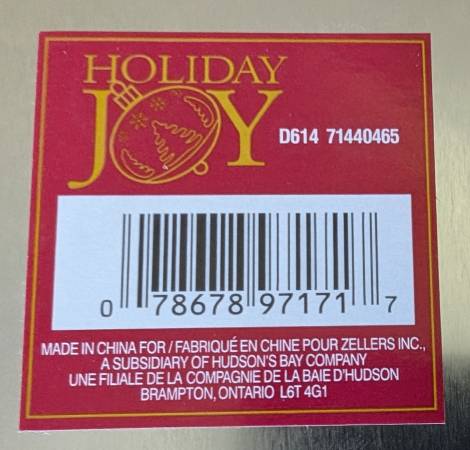 HOLIDAY
JOY
D614 71440465
0 78678 97171 7
MADE IN CHINA FOR / FABRIQUÉ EN CHINE POUR ZELLERS INC.,
A SUBSIDIARY OF HUDSON'S BAY COMPANY
UNE FILIALE DE LA COMPAGNIE DE LA BAIE D'HUDSON
BRAMPTON, ONTARIO L6T 4G1